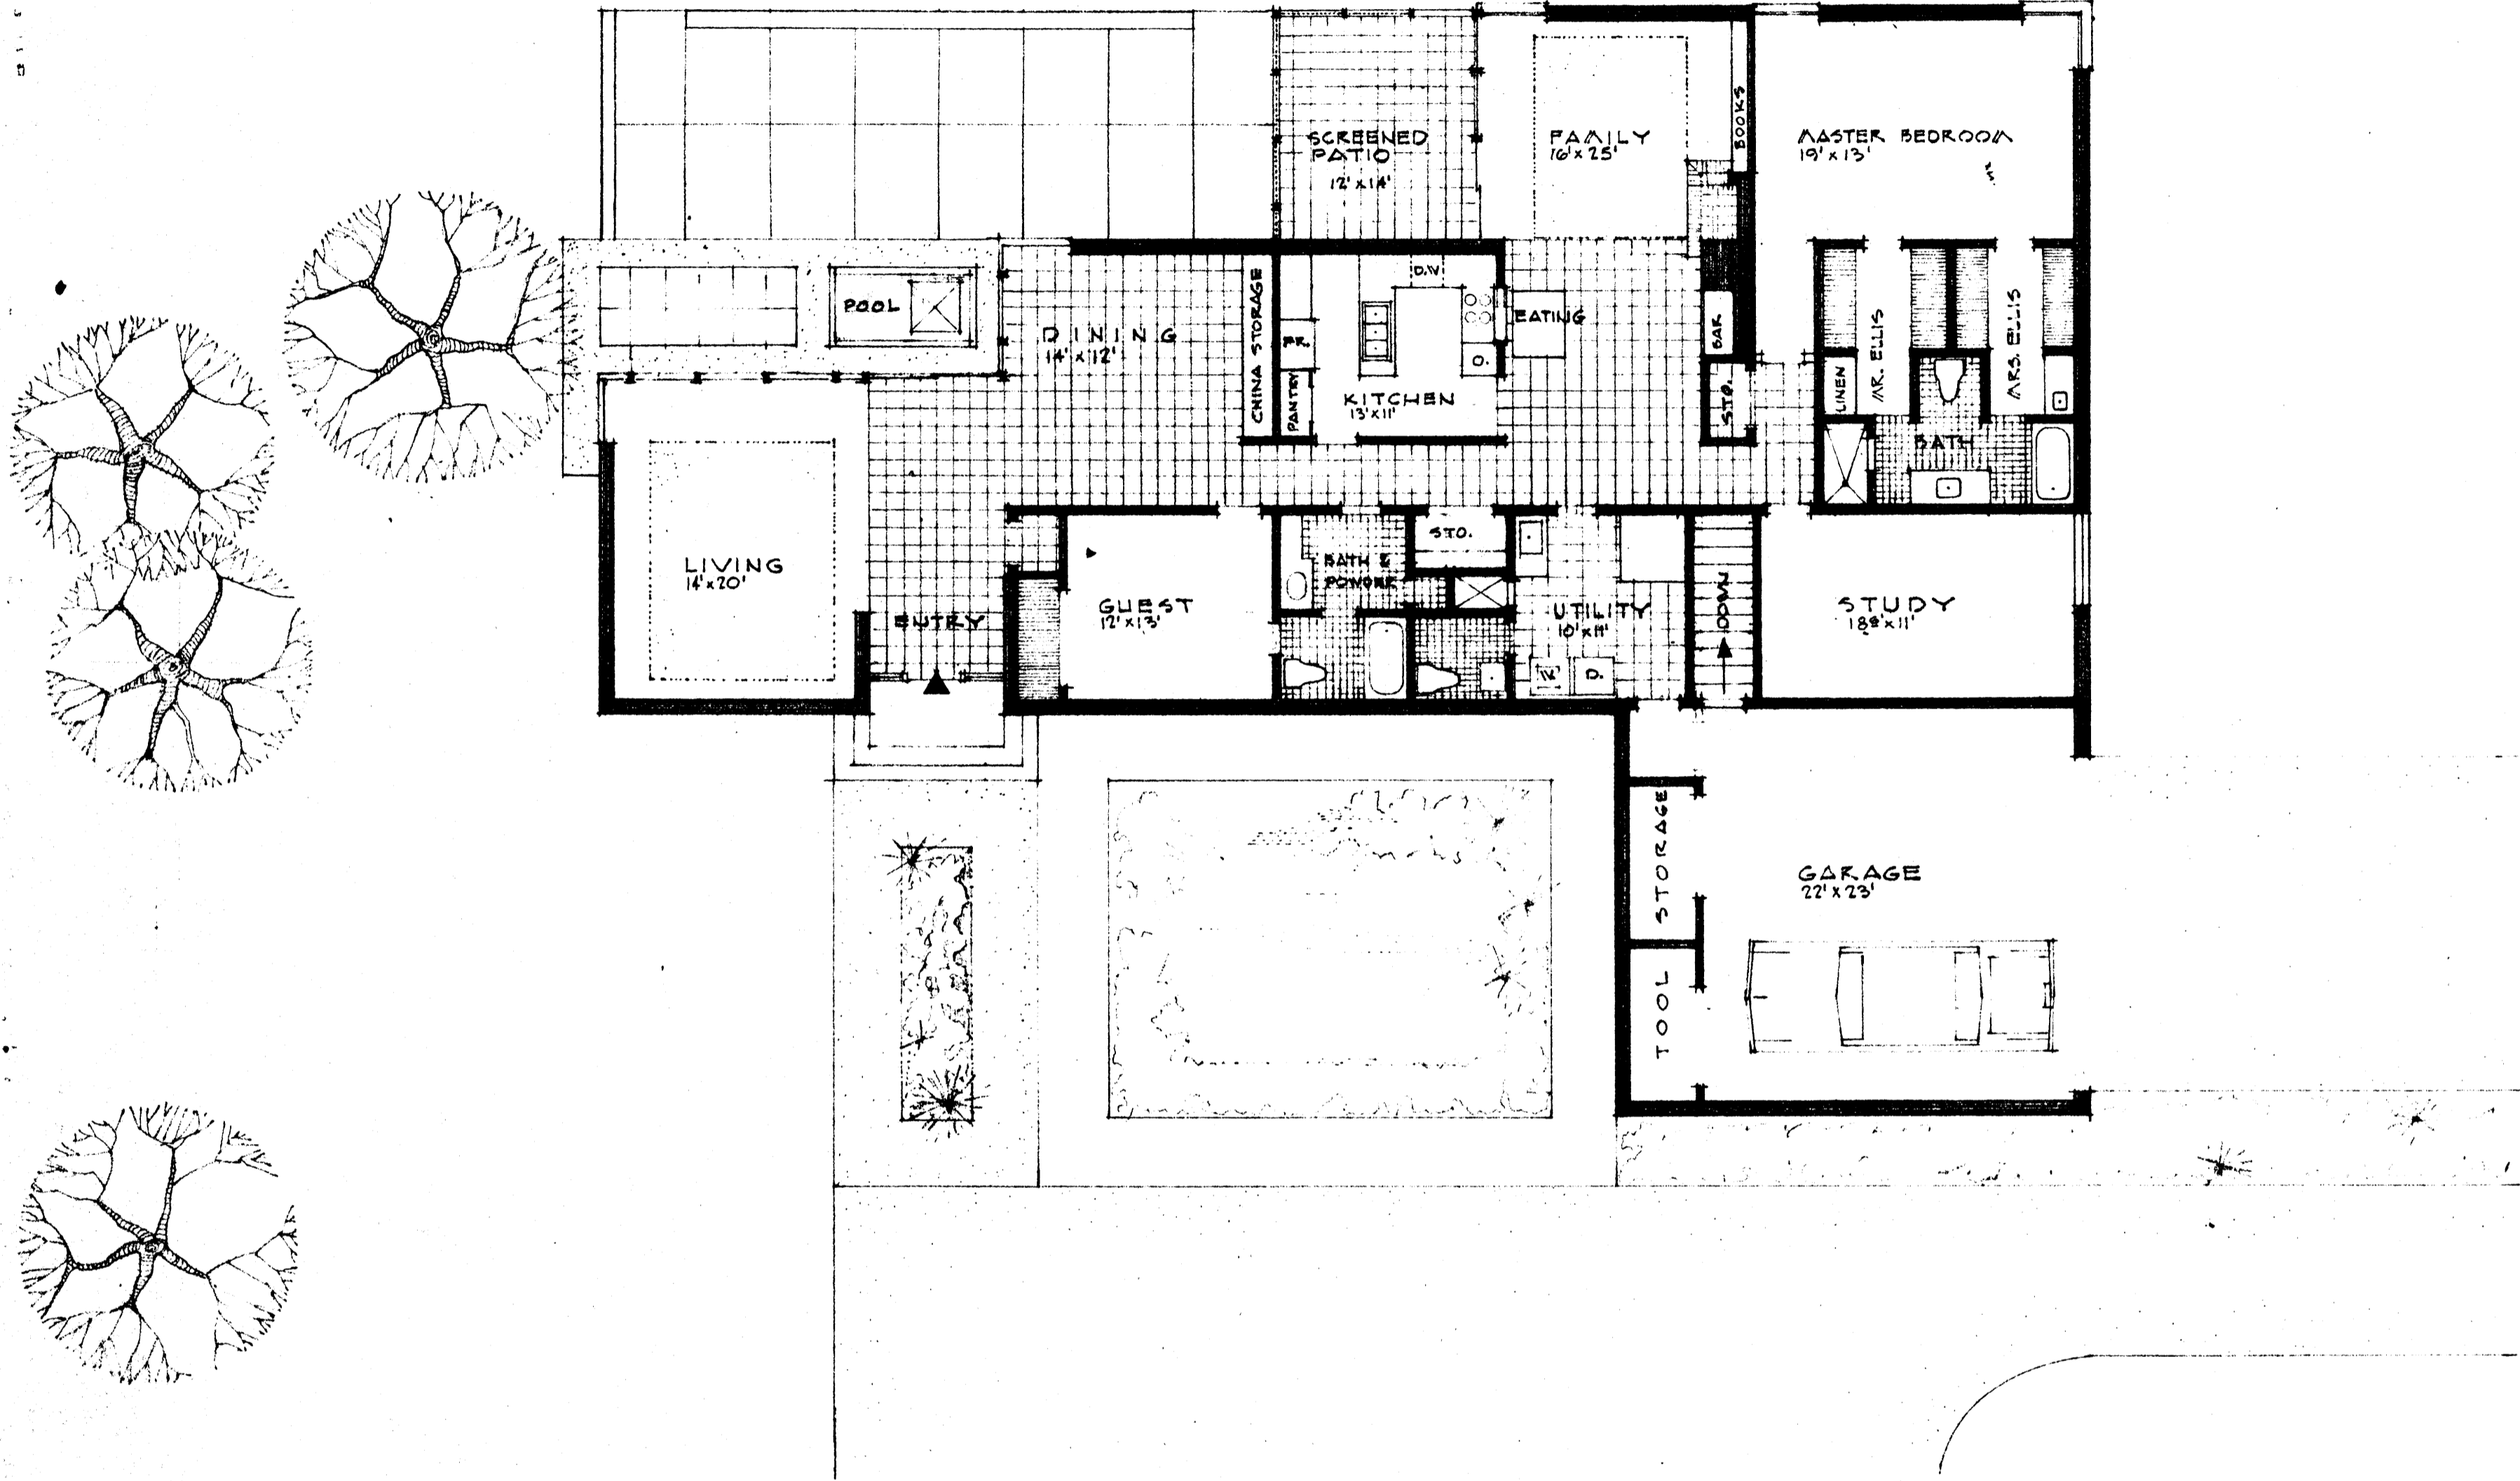 SCREENED
PATIO
12' x 14'
FAMILY
16' x 25'
BOOKS
MASTER BEDROOM
19' x 13'
POOL
DINING
14' x 12'
CHINA STORAGE
FR.
PANTRY
D.W
O.
KITCHEN
13' x 11'
EATING
BAR
STO.
LINEN
MR. ELLIS
MRS. ELLIS
BATH
LIVING
14' x 20'
ENTRY
GUEST
12' x 13'
BATH &
POWDER
STO.
UTILITY
10' x 11'
W.
D.
DOWN
STUDY
18⁸' x 11'
TOOL STORAGE
GARAGE
22' x 23'